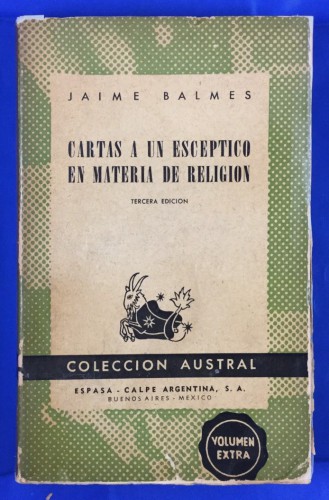 JAIME BALMES
CARTAS A UN ESCEPTICO
EN MATERIA DE RELIGION
TERCERA EDICION
COLECCION AUSTRAL
ESPASA - CALPE ARGENTINA, S. A.
BUENOS AIRES - MEXICO
VOLUMEN
EXTRA